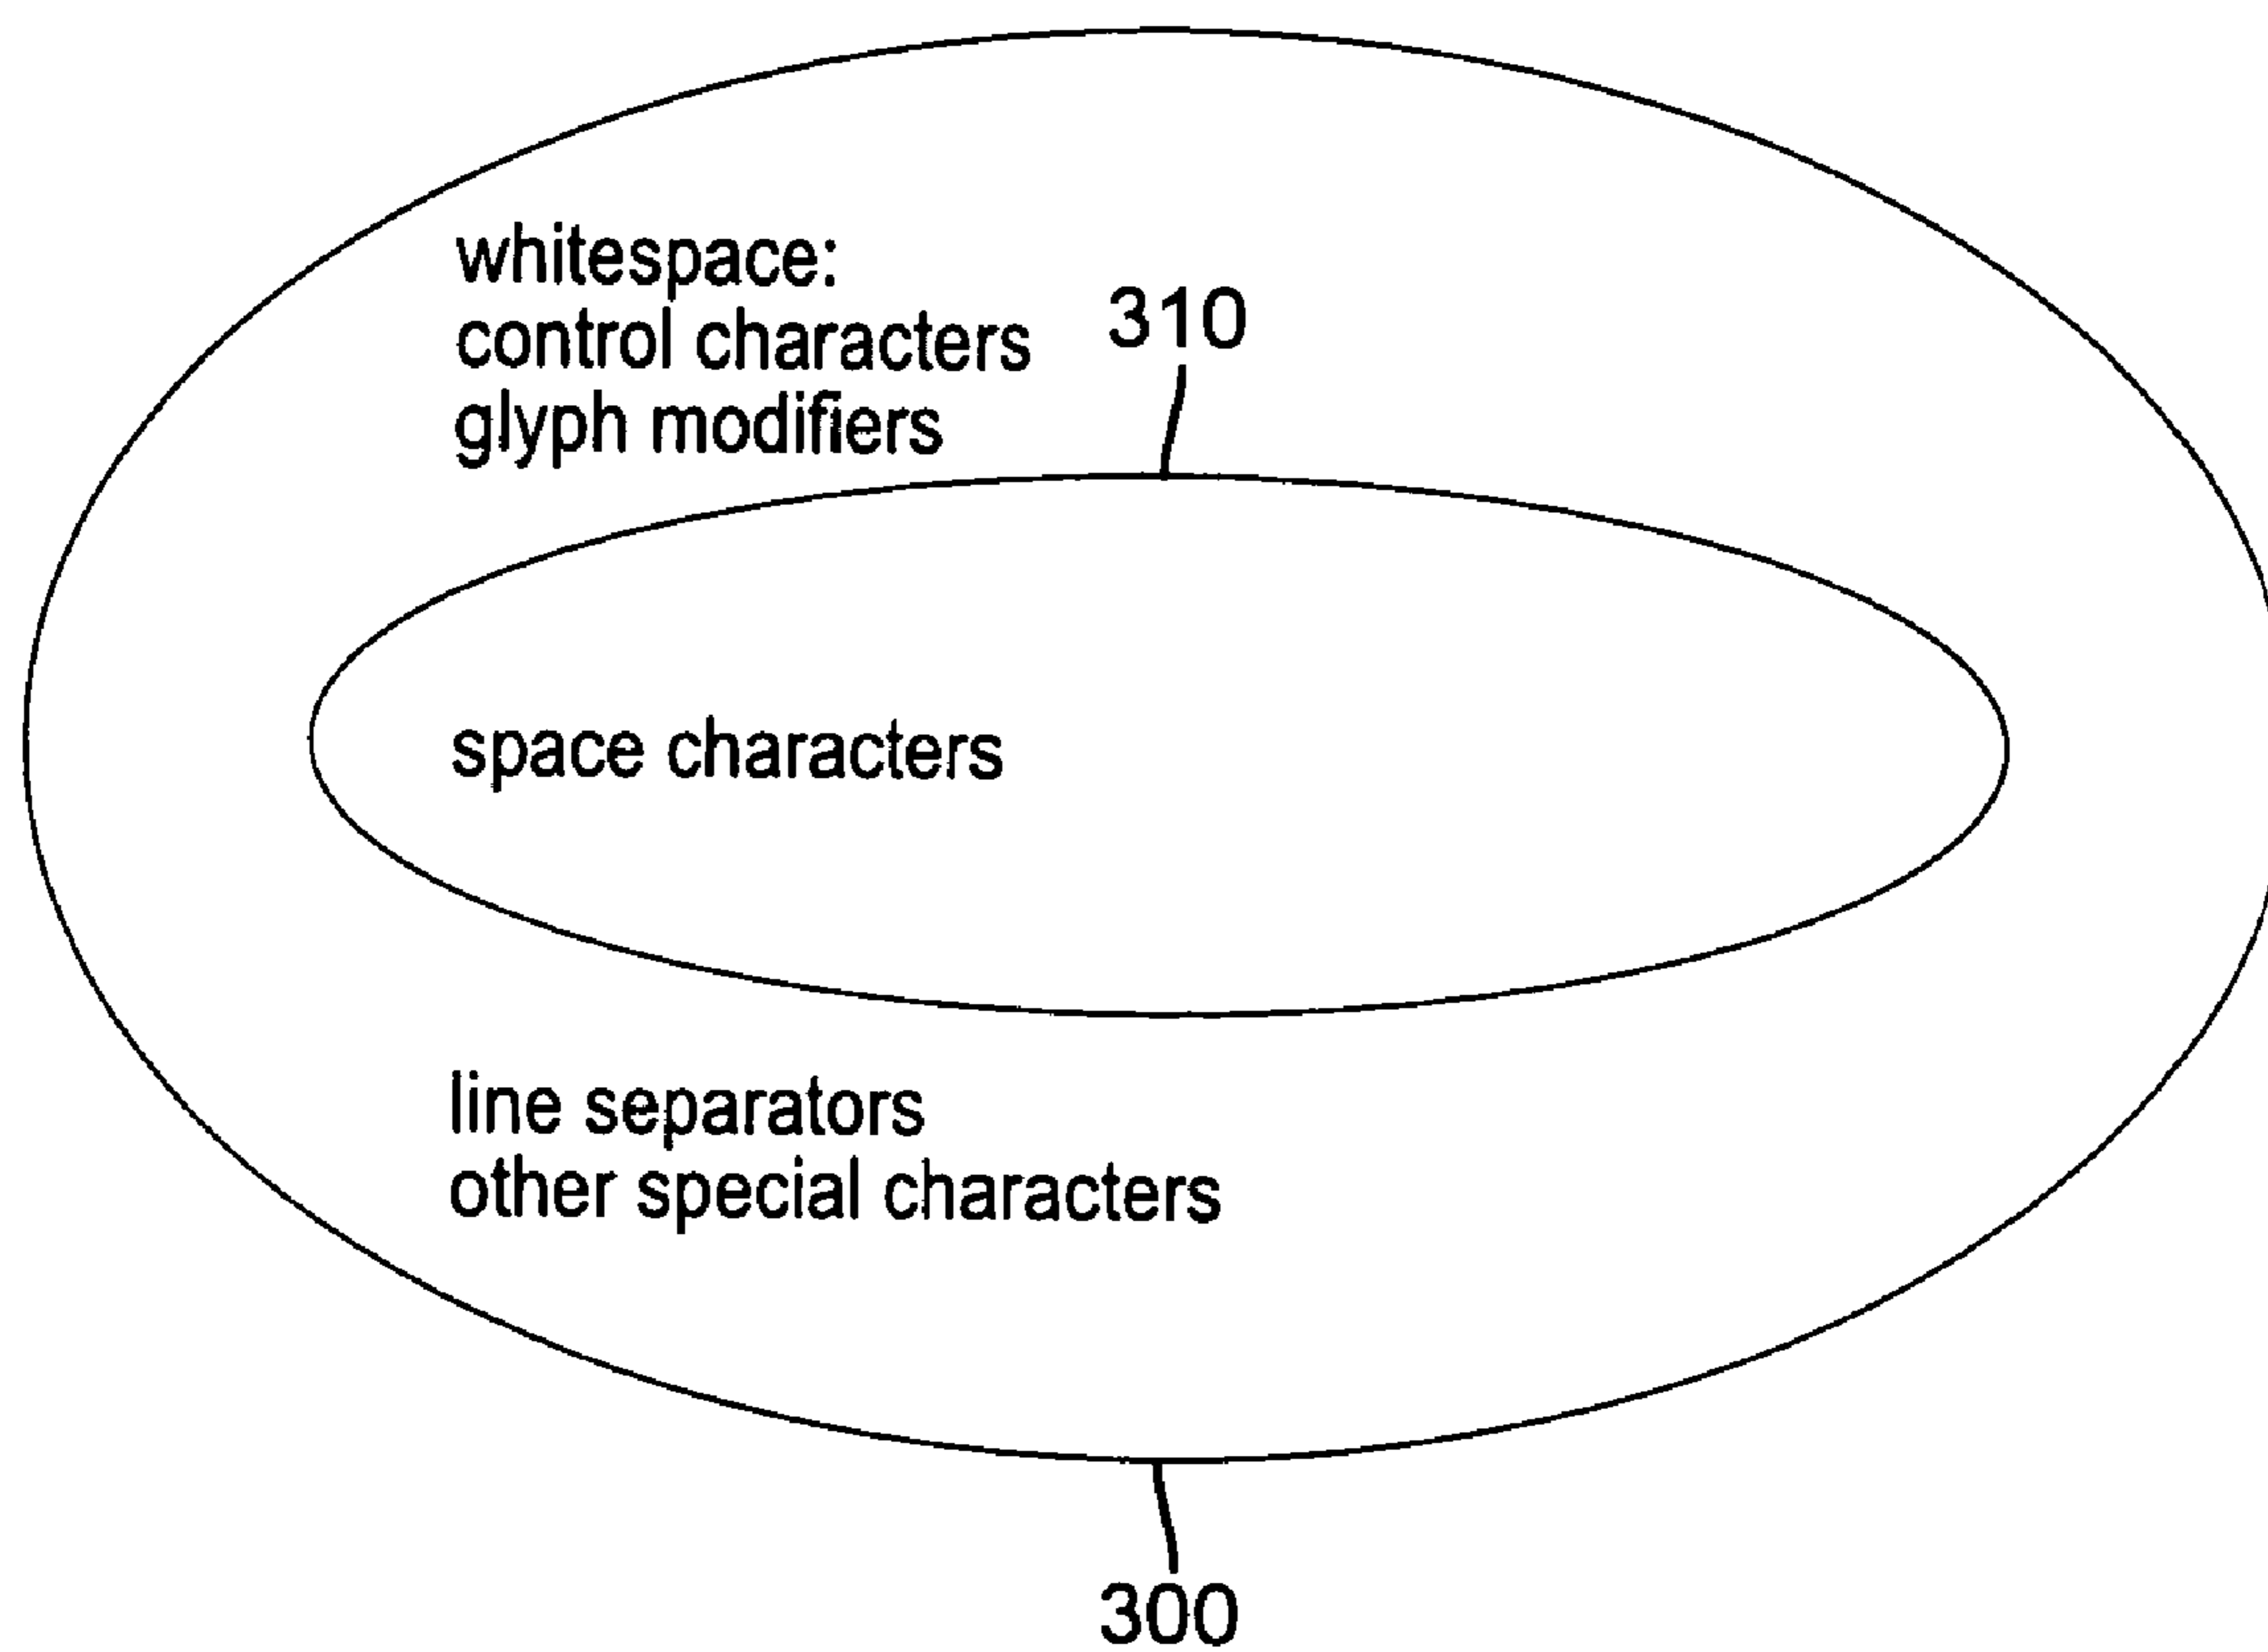 whitespace:
control characters
310
glyph modifiers
space characters
line separators
other special characters
300